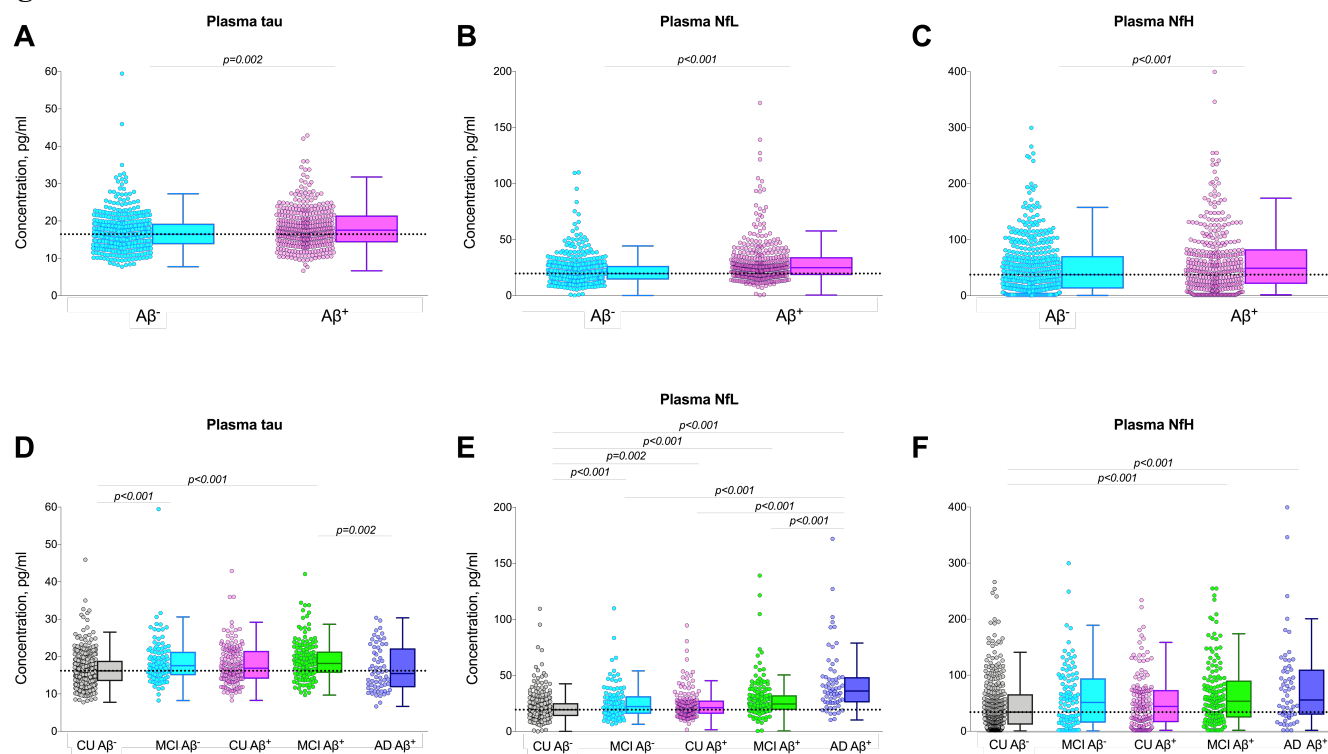 Plasma tau
Plasma NfL
Plasma NfH
A
B
C
p=0.002
p<0.001
p<0.001
Concentration, pg/ml
60
50
40
30
20
10
0
Aβ⁻
Aβ⁺
Concentration, pg/ml
200
150
100
50
0
Aβ⁻
Aβ⁺
400
300
200
100
0
Aβ⁻
Aβ⁺
Plasma tau
Plasma NfL
Plasma NfH
D
E
F
p<0.001
p<0.001
p=0.002
Concentration, pg/ml
60
50
40
30
20
10
0
CU Aβ⁻
MCI Aβ⁻
CU Aβ⁺
MCI Aβ⁺
AD Aβ⁺
p<0.001
p<0.001
p=0.002
p<0.001
p<0.001
p<0.001
p<0.001
Concentration, pg/ml
200
150
100
50
0
CU Aβ⁻
MCI Aβ⁻
CU Aβ⁺
MCI Aβ⁺
AD Aβ⁺
p<0.001
p<0.001
400
300
200
100
0
CU Aβ⁻
MCI Aβ⁻
CU Aβ⁺
MCI Aβ⁺
AD Aβ⁺